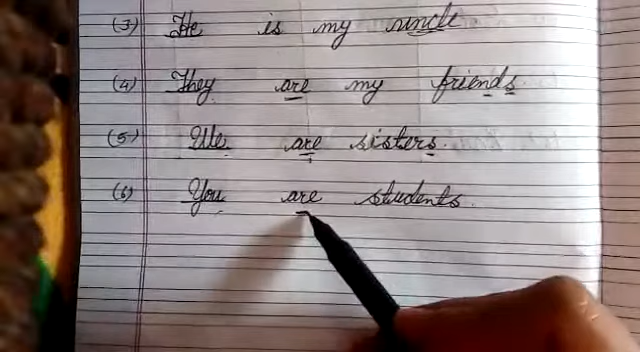 (3) He is my uncle
(4) They are my friends.
(5) We are sisters.
(6) You are students.